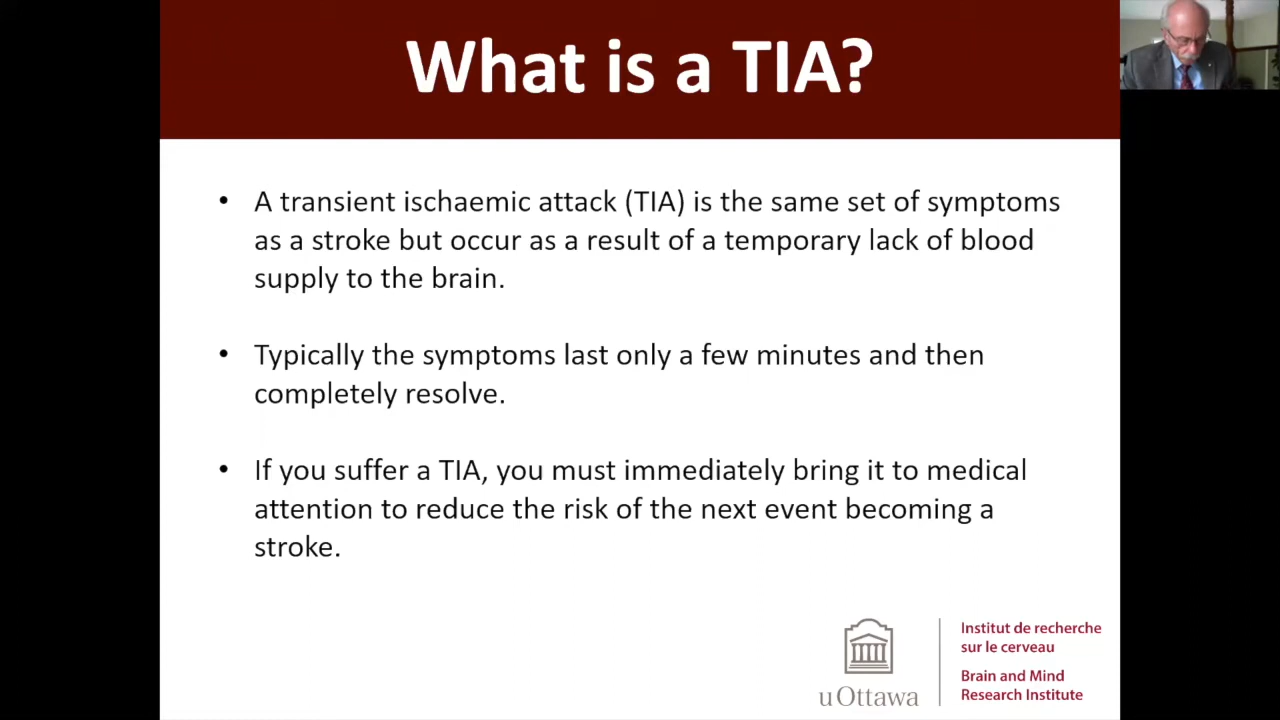 What is a TIA?
• A transient ischaemic attack (TIA) is the same set of symptoms
as a stroke but occur as a result of a temporary lack of blood
supply to the brain.
• Typically the symptoms last only a few minutes and then
completely resolve.
• If you suffer a TIA, you must immediately bring it to medical
attention to reduce the risk of the next event becoming a
stroke.
uOttawa
Institut de recherche
sur le cerveau
Brain and Mind
Research Institute